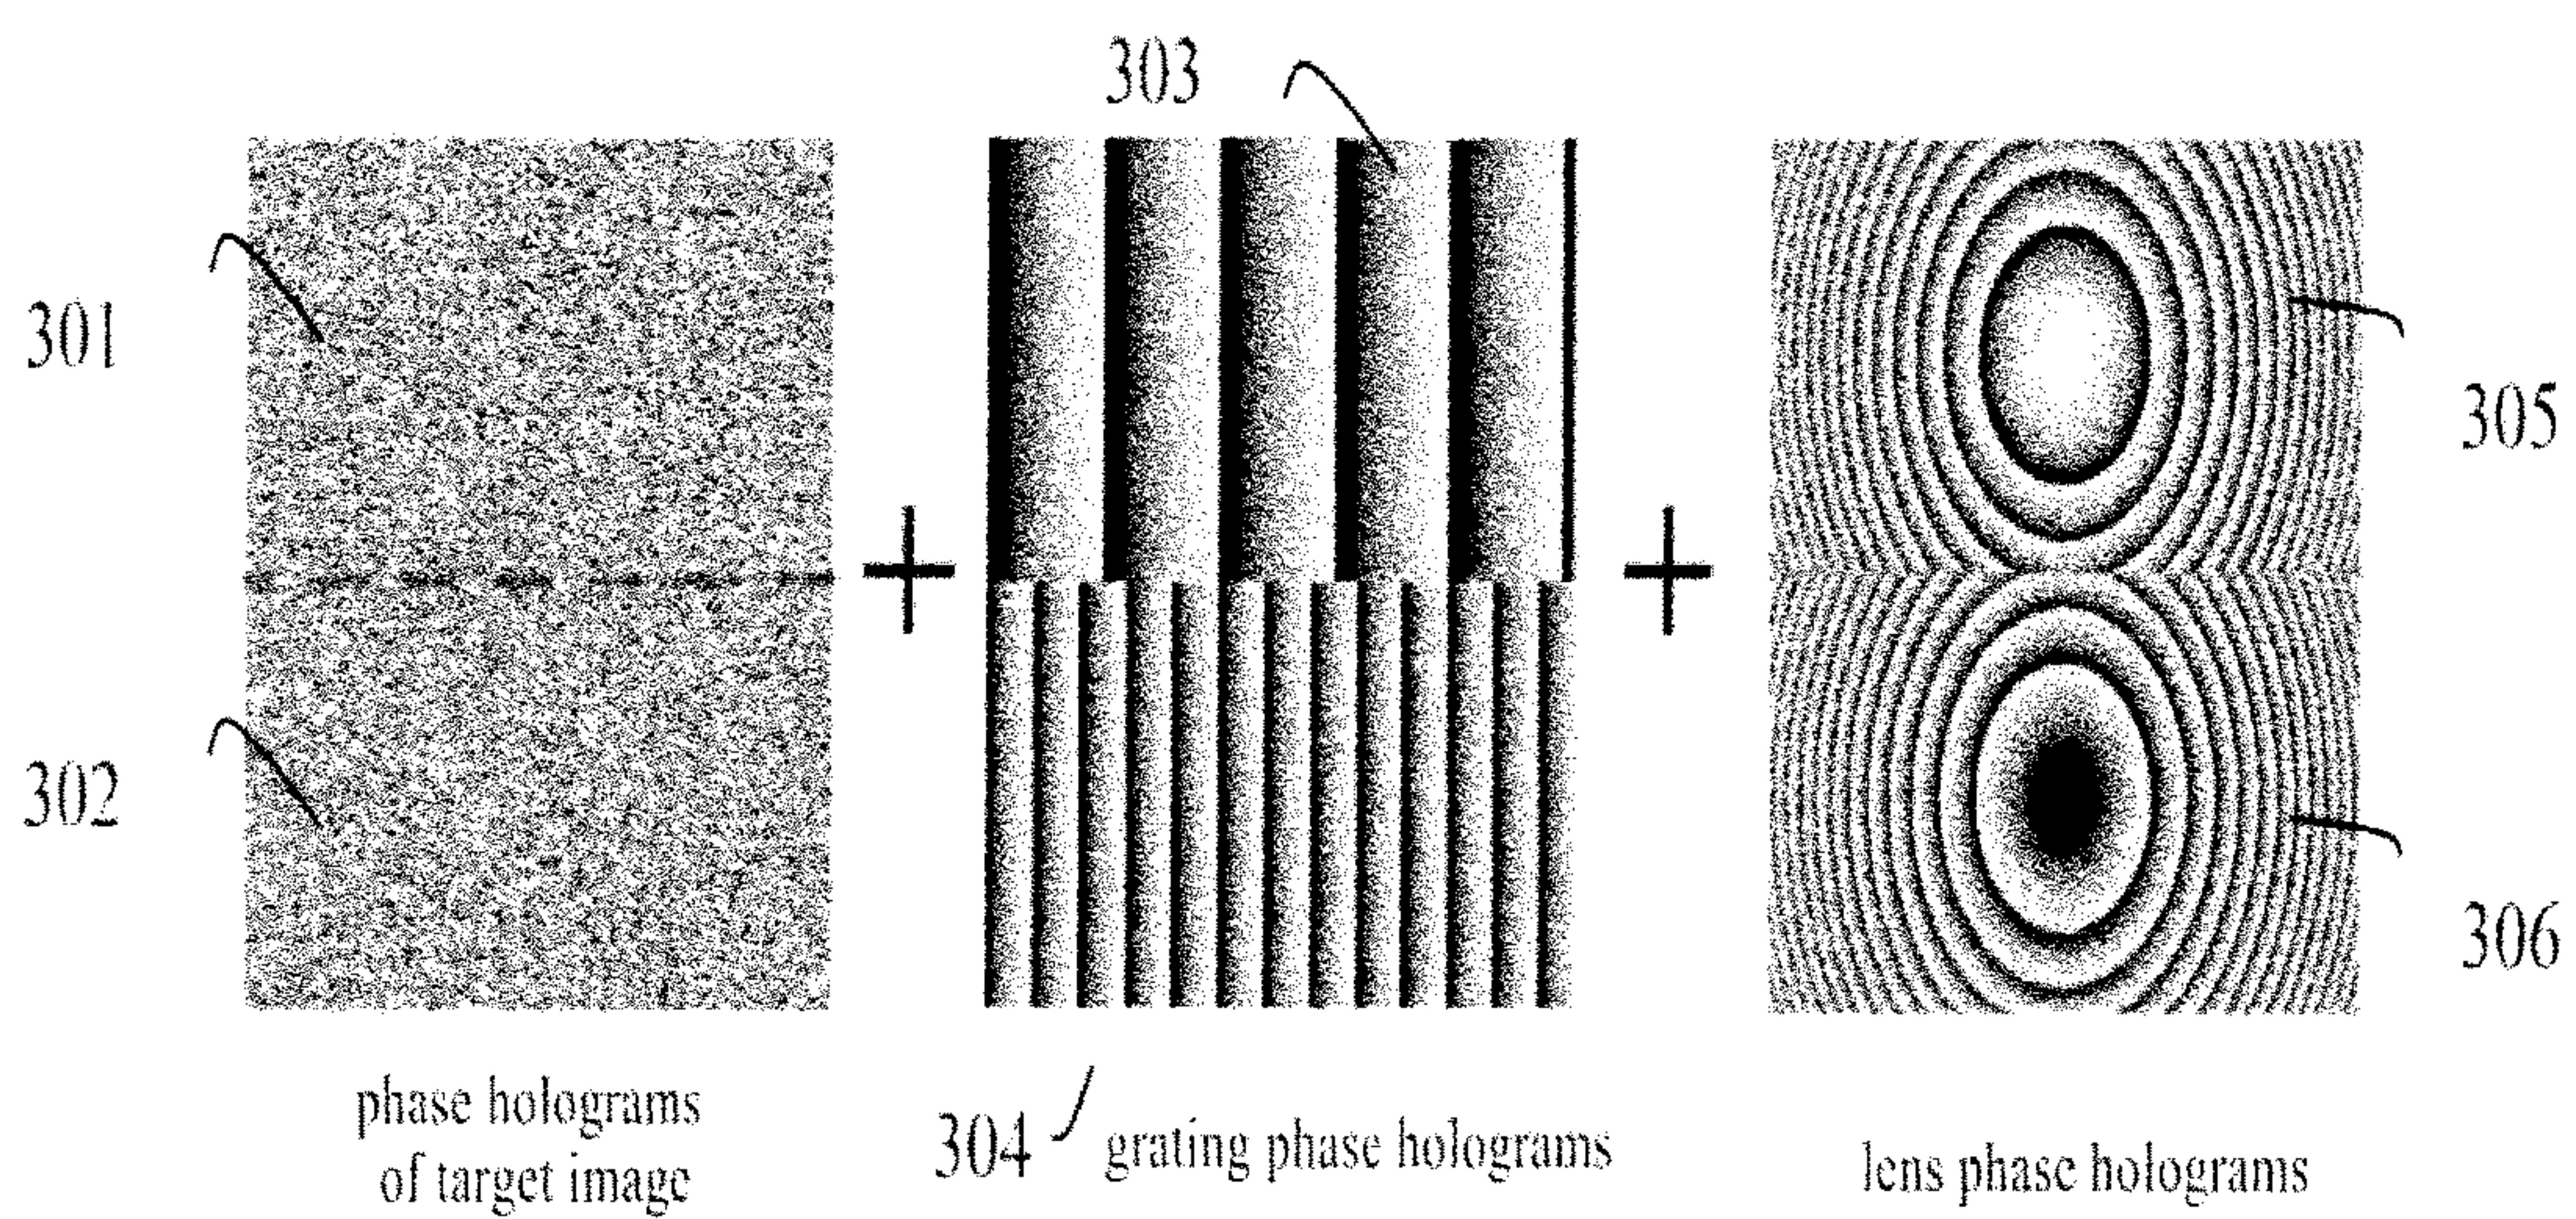 303
301
305
302
306
phase holograms
of target image
304
grating phase holograms
lens phase holograms